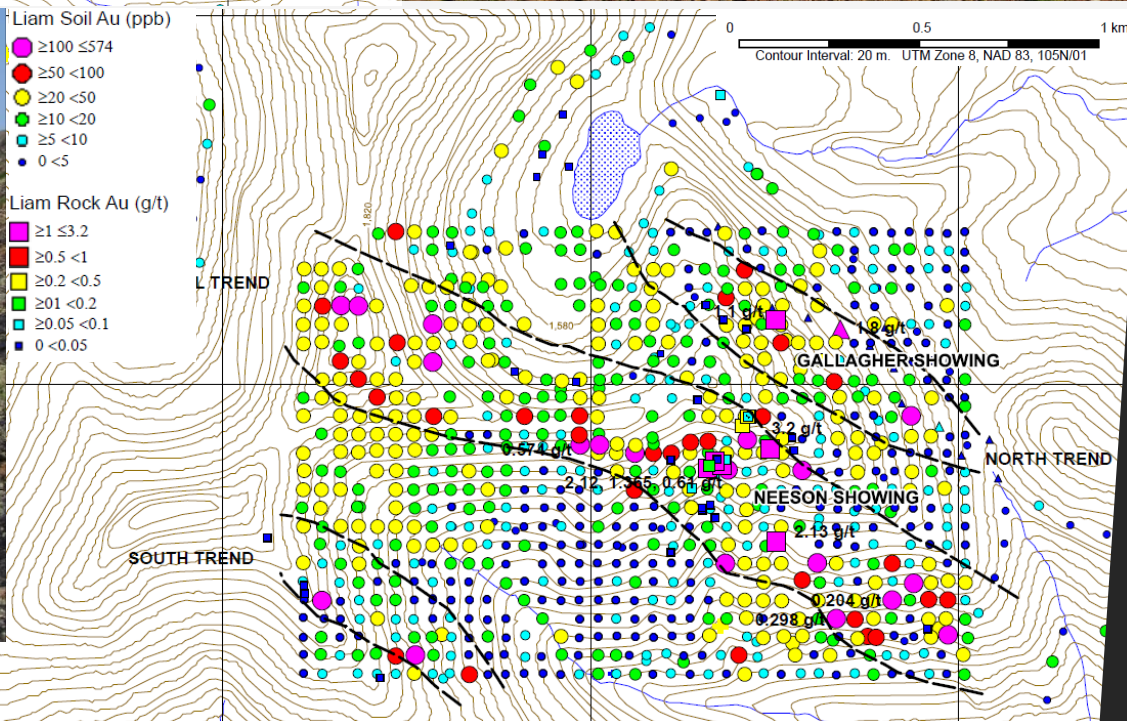 Liam Soil Au (ppb)
≥100 ≤574
≥50 <100
≥20 <50
≥10 <20
≥5 <10
0 <5
Liam Rock Au (g/t)
≥1 ≤3.2
≥0.5 <1
≥0.2 <0.5
≥01 <0.2
≥0.05 <0.1
0 <0.05
0 0.5 1 km
Contour Interval: 20 m. UTM Zone 8, NAD 83, 105N/01
1,820
L TREND
1,580
1.1 g/t
1.8 g/t
GALLAGHER SHOWING
3.2 g/t
0.574 g/t
NORTH TREND
2.12, 1.365, 0.61 g/t
NEESON SHOWING
2.13 g/t
SOUTH TREND
0.204 g/t
0.298 g/t